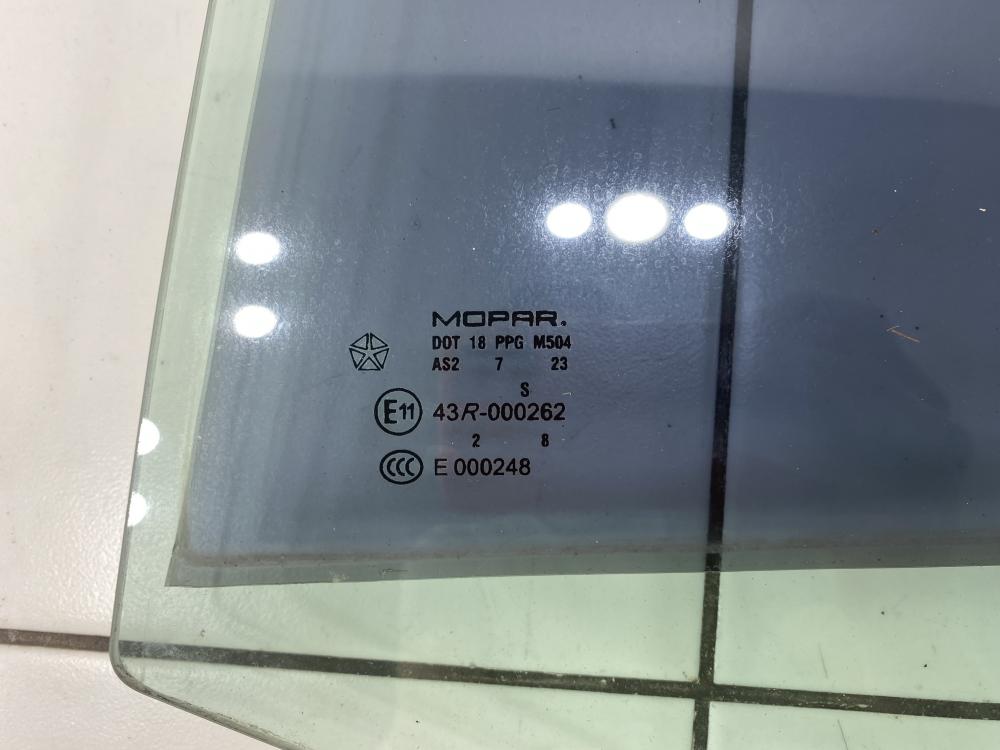 MOPAR.
DOT 18 PPG M504
AS2 7 23
S
E11 43R-000262
2 8
CCC E 000248